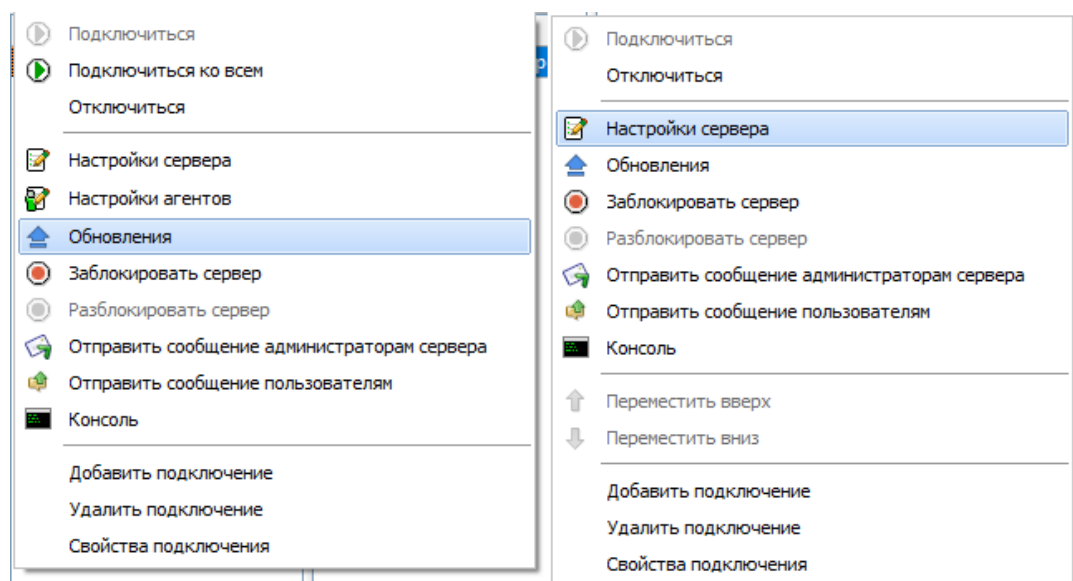 Подключиться
Подключиться ко всем
Отключиться
Настройки сервера
Настройки агентов
Обновления
Заблокировать сервер
Разблокировать сервер
Отправить сообщение администраторам сервера
Отправить сообщение пользователям
Консоль
Добавить подключение
Удалить подключение
Свойства подключения
р
Подключиться
Отключиться
Настройки сервера
Обновления
Заблокировать сервер
Разблокировать сервер
Отправить сообщение администраторам сервера
Отправить сообщение пользователям
Консоль
Переместить вверх
Переместить вниз
Добавить подключение
Удалить подключение
Свойства подключения